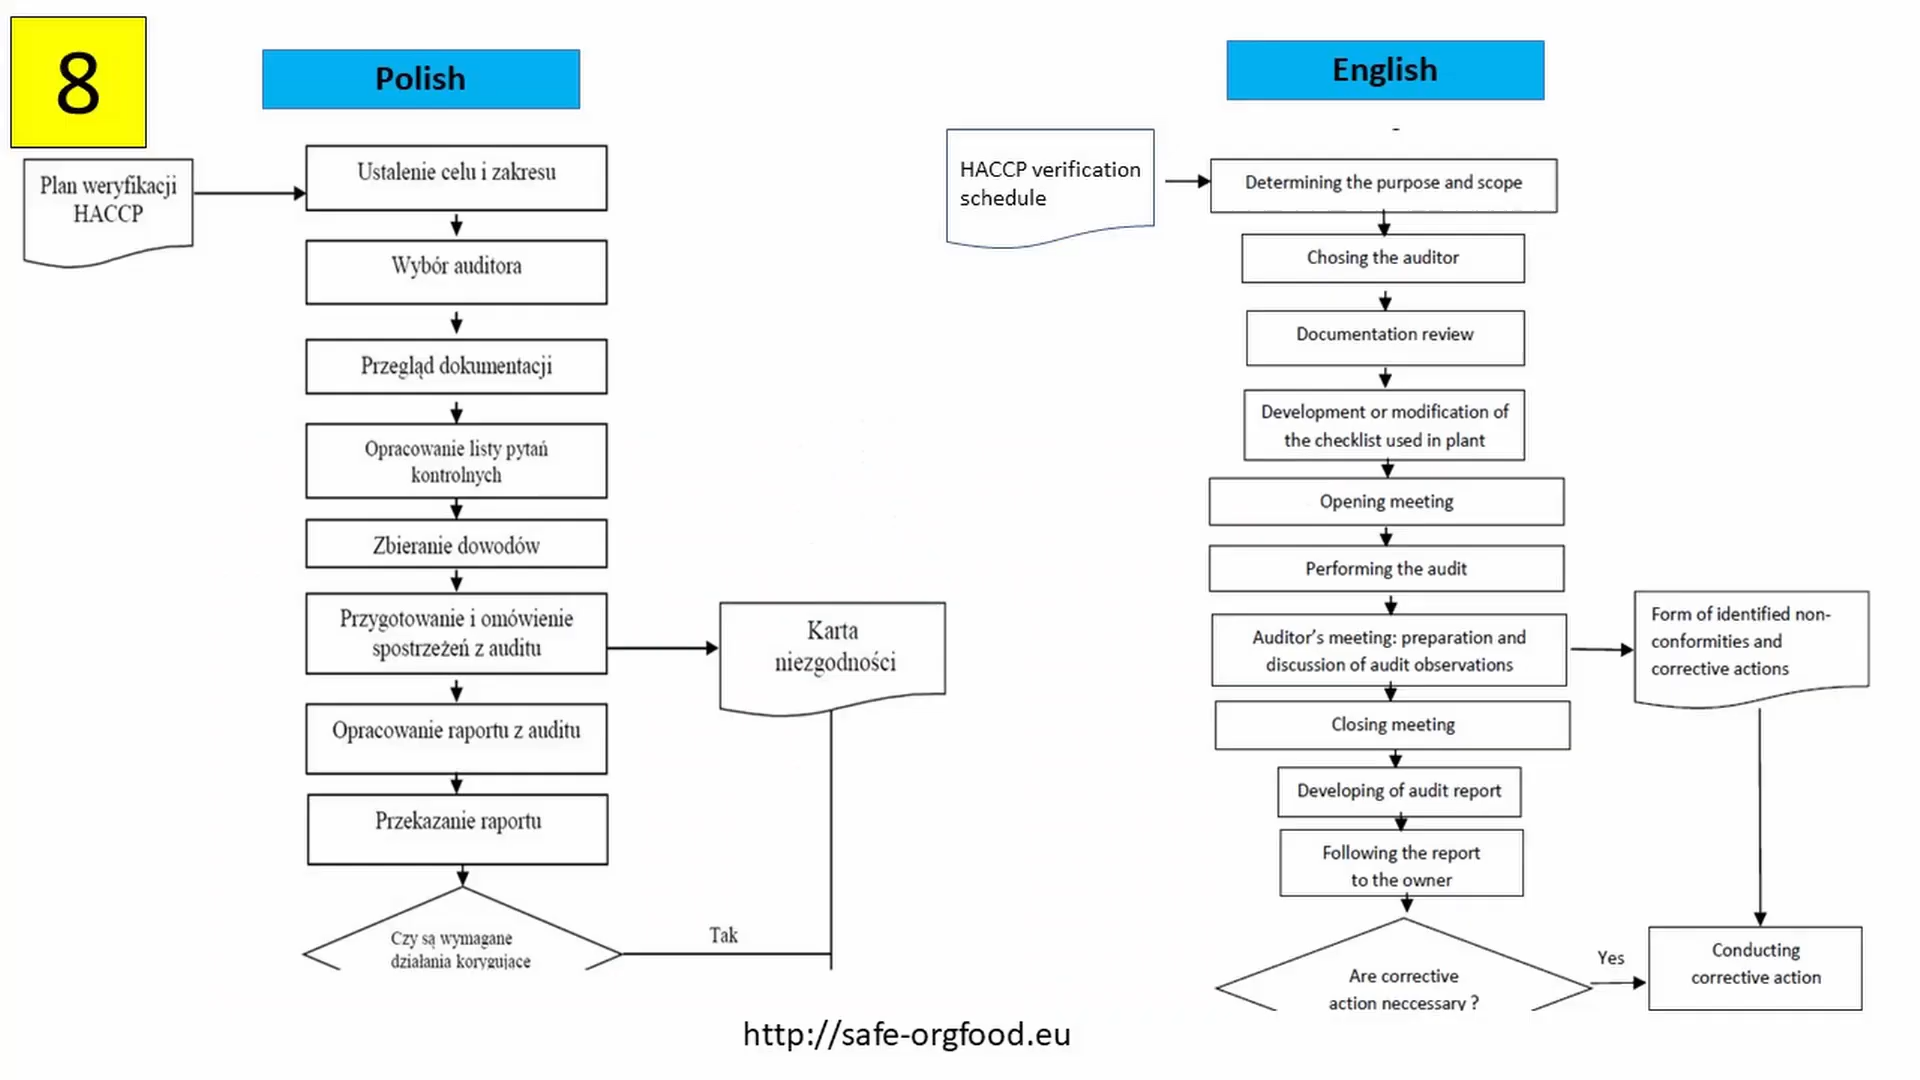 8
Polish
Plan weryfikacji
HACCP
Ustalenie celu i zakresu
Wybór auditora
Przegląd dokumentacji
Opracowanie listy pytań
kontrolnych
Zbieranie dowodów
Przygotowanie i omówienie
spostrzeżeń z auditu
Karta
niezgodności
Opracowanie raportu z auditu
Przekazanie raportu
Czy są wymagane
działania korygujące
Tak
English
-
HACCP verification
schedule
Determining the purpose and scope
Chosing the auditor
Documentation review
Development or modification of
the checklist used in plant
Opening meeting
Performing the audit
Auditor’s meeting: preparation and
discussion of audit observations
Form of identified non-
conformities and
corrective actions
Closing meeting
Developing of audit report
Following the report
to the owner
Are corrective
action neccessary ?
Yes
Conducting
corrective action
http://safe-orgfood.eu